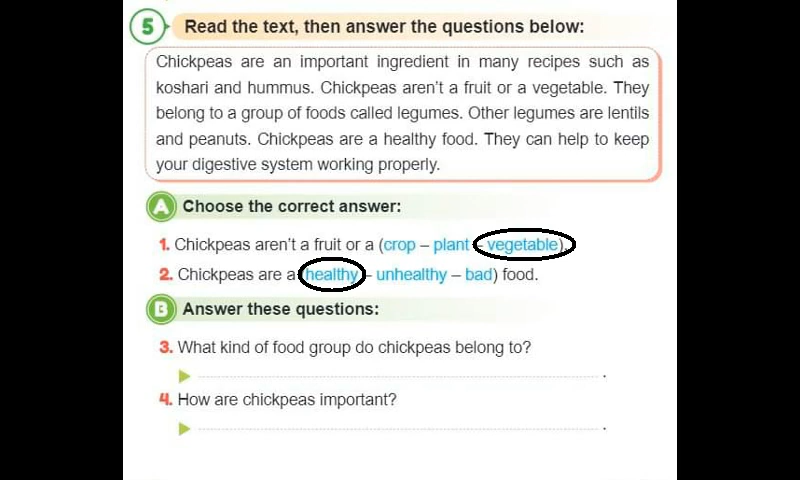 5 Read the text, then answer the questions below:
Chickpeas are an important ingredient in many recipes such as
koshari and hummus. Chickpeas aren't a fruit or a vegetable. They
belong to a group of foods called legumes. Other legumes are lentils
and peanuts. Chickpeas are a healthy food. They can help to keep
your digestive system working properly.
A Choose the correct answer:
1. Chickpeas aren't a fruit or a (crop – plant – vegetable).
2. Chickpeas are a (healthy – unhealthy – bad) food.
B Answer these questions:
3. What kind of food group do chickpeas belong to?
4. How are chickpeas important?